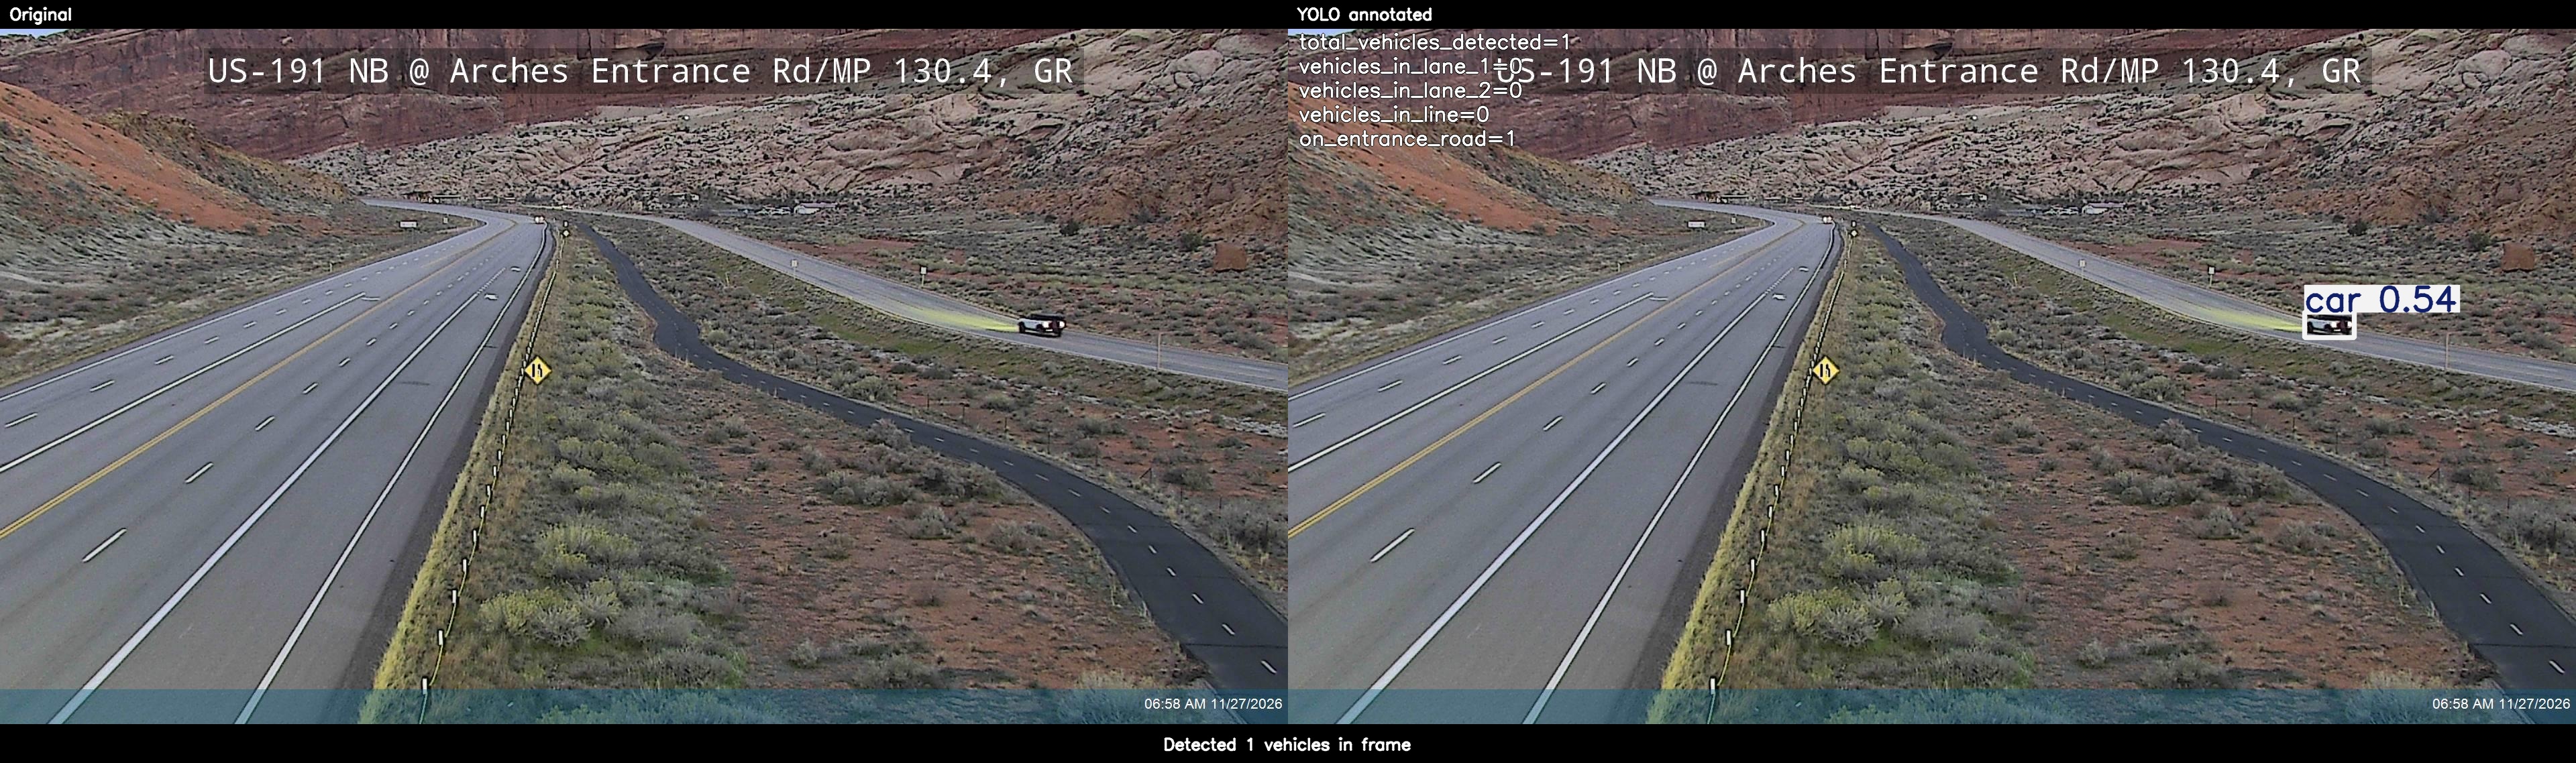 Original
US-191 NB @ Arches Entrance Rd/MP 130.4, GR
06:58 AM 11/27/2026
YOLO annotated
total_vehicles_detected=1
vehicles_in_lane_1=0
US-191 NB @ Arches Entrance Rd/MP 130.4, GR
vehicles_in_lane_2=0
vehicles_in_line=0
on_entrance_road=1
car 0.54
06:58 AM 11/27/2026
Detected 1 vehicles in frame